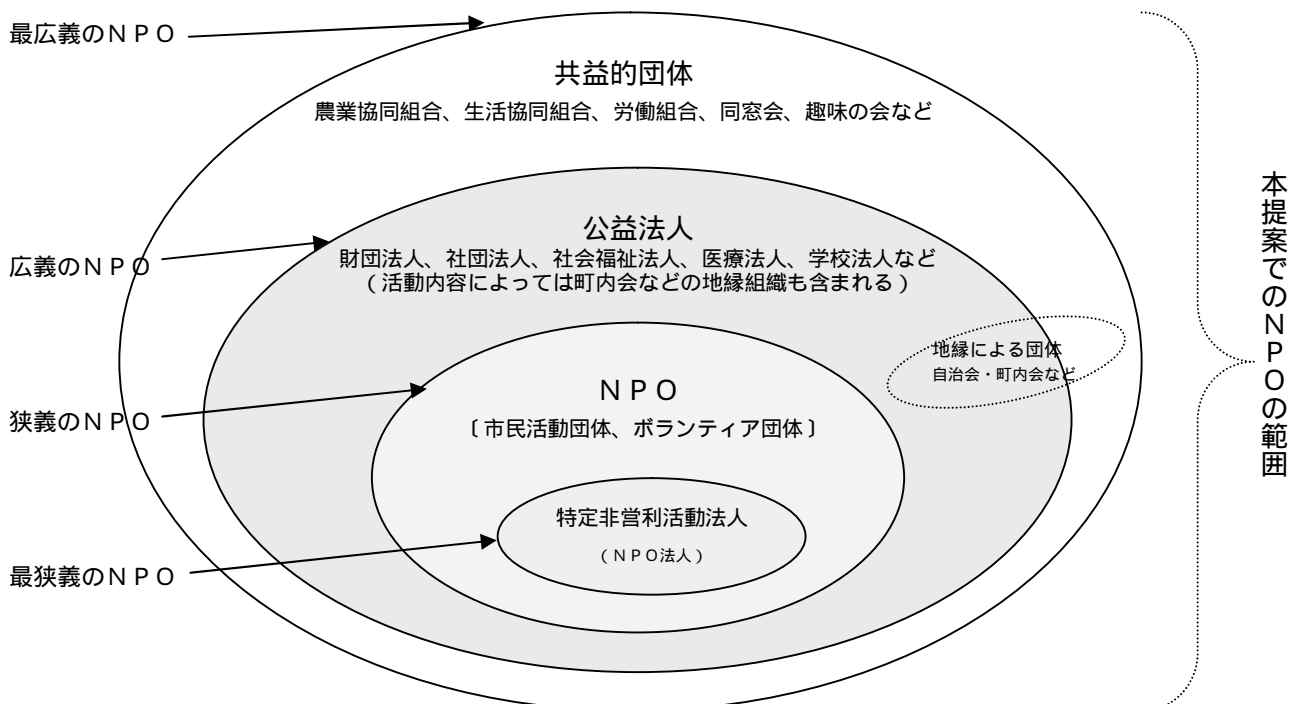 最広義のＮＰＯ
共益的団体
農業協同組合、生活協同組合、労働組合、同窓会、趣味の会など
広義のＮＰＯ
公益法人
財団法人、社団法人、社会福祉法人、医療法人、学校法人など
（活動内容によっては町内会などの地縁組織も含まれる）
地縁による団体
自治会・町内会など
狭義のＮＰＯ
ＮＰＯ
〔市民活動団体、ボランティア団体〕
最狭義のＮＰＯ
特定非営利活動法人
（ＮＰＯ法人）
本提案でのＮＰＯの範囲